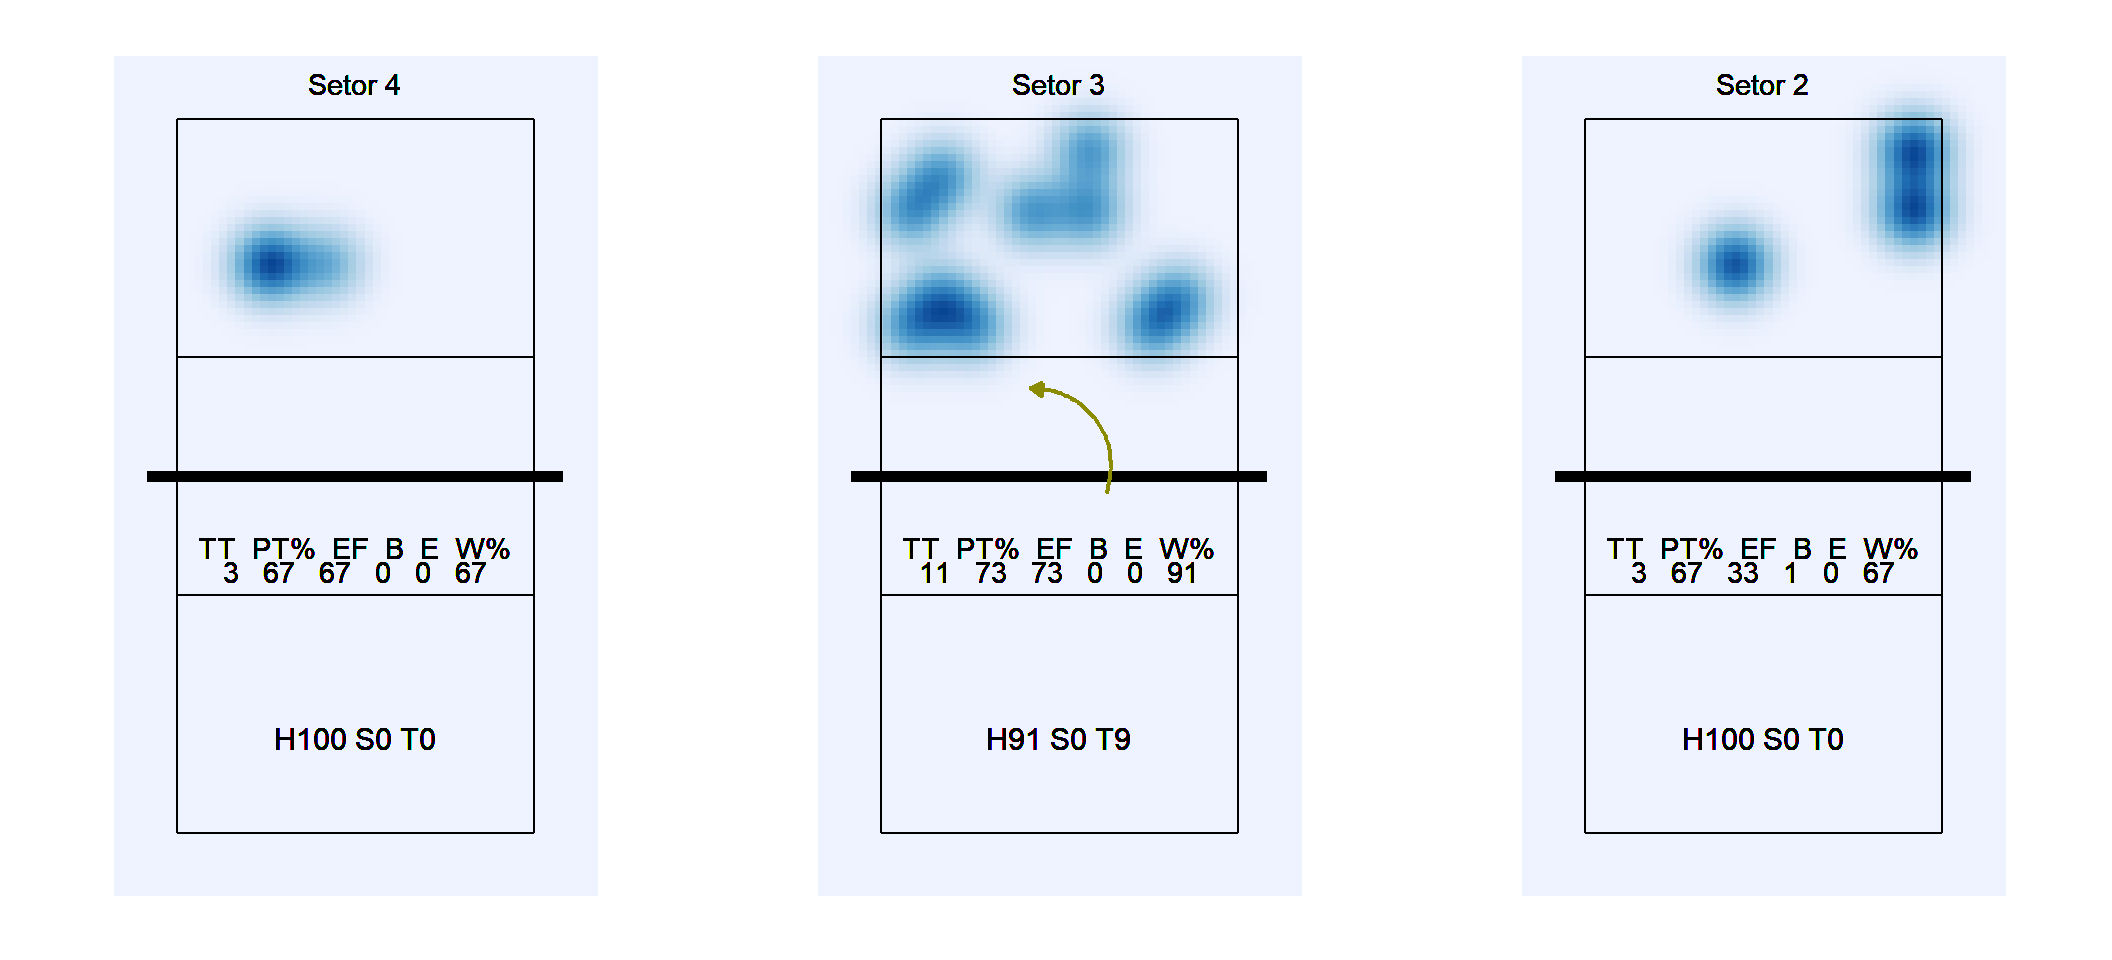 Setor 4
TT PT% EF B E W%
3 67 67 0 0 67
H100 S0 T0
Setor 3
TT PT% EF B E W%
11 73 73 0 0 91
H91 S0 T9
Setor 2
TT PT% EF B E W%
3 67 33 1 0 67
H100 S0 T0